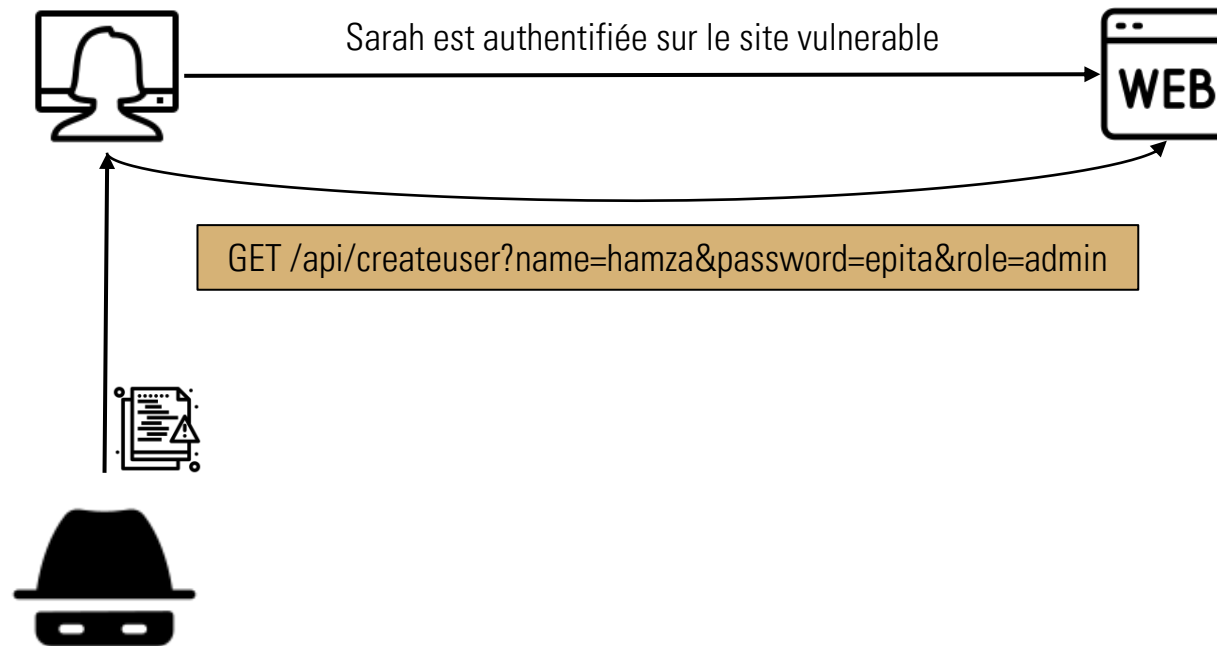 Sarah est authentifiée sur le site vulnerable
WEB
GET /api/createuser?name=hamza&password=epita&role=admin